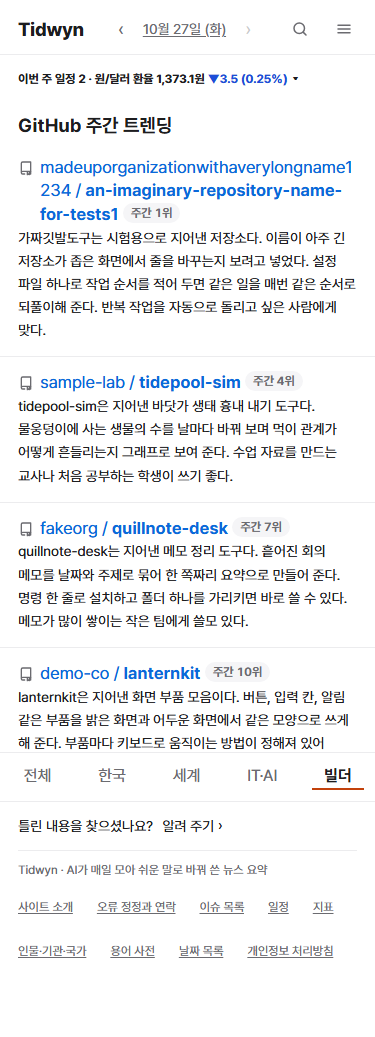 Tidwyn
‹ 10월 27일 (화) ›
이번 주 일정 2 · 원/달러 환율 1,373.1원 ▼3.5 (0.25%)
GitHub 주간 트렌딩
madeuporganizationwithaverylongname1
234 / an-imaginary-repository-name-
for-tests1 주간 1위
가짜깃발도구는 시험용으로 지어낸 저장소다. 이름이 아주 긴
저장소가 좁은 화면에서 줄을 바꾸는지 보려고 넣었다. 설정
파일 하나로 작업 순서를 적어 두면 같은 일을 매번 같은 순서로
되풀이해 준다. 반복 작업을 자동으로 돌리고 싶은 사람에게
맞다.
sample-lab / tidepool-sim 주간 4위
tidepool-sim은 지어낸 바닷가 생태 흉내 내기 도구다.
물웅덩이에 사는 생물의 수를 날마다 바꿔 보며 먹이 관계가
어떻게 흔들리는지 그래프로 보여 준다. 수업 자료를 만드는
교사나 처음 공부하는 학생이 쓰기 좋다.
fakeorg / quillnote-desk 주간 7위
quillnote-desk는 지어낸 메모 정리 도구다. 흩어진 회의
메모를 날짜와 주제로 묶어 한 쪽짜리 요약으로 만들어 준다.
명령 한 줄로 설치하고 폴더 하나를 가리키면 바로 쓸 수 있다.
메모가 많이 쌓이는 작은 팀에게 쓸모 있다.
demo-co / lanternkit 주간 10위
lanternkit은 지어낸 화면 부품 모음이다. 버튼, 입력 칸, 알림
같은 부품을 밝은 화면과 어두운 화면에서 같은 모양으로 쓰게
해 준다. 부품마다 키보드로 움직이는 방법이 정해져 있어
전체 한국 세계 IT·AI 빌더
틀린 내용을 찾으셨나요? 알려 주기 ›
Tidwyn · AI가 매일 모아 쉬운 말로 바꿔 쓴 뉴스 요약
사이트 소개 오류 정정과 연락 이슈 목록 일정 지표
인물·기관·국가 용어 사전 날짜 목록 개인정보 처리방침